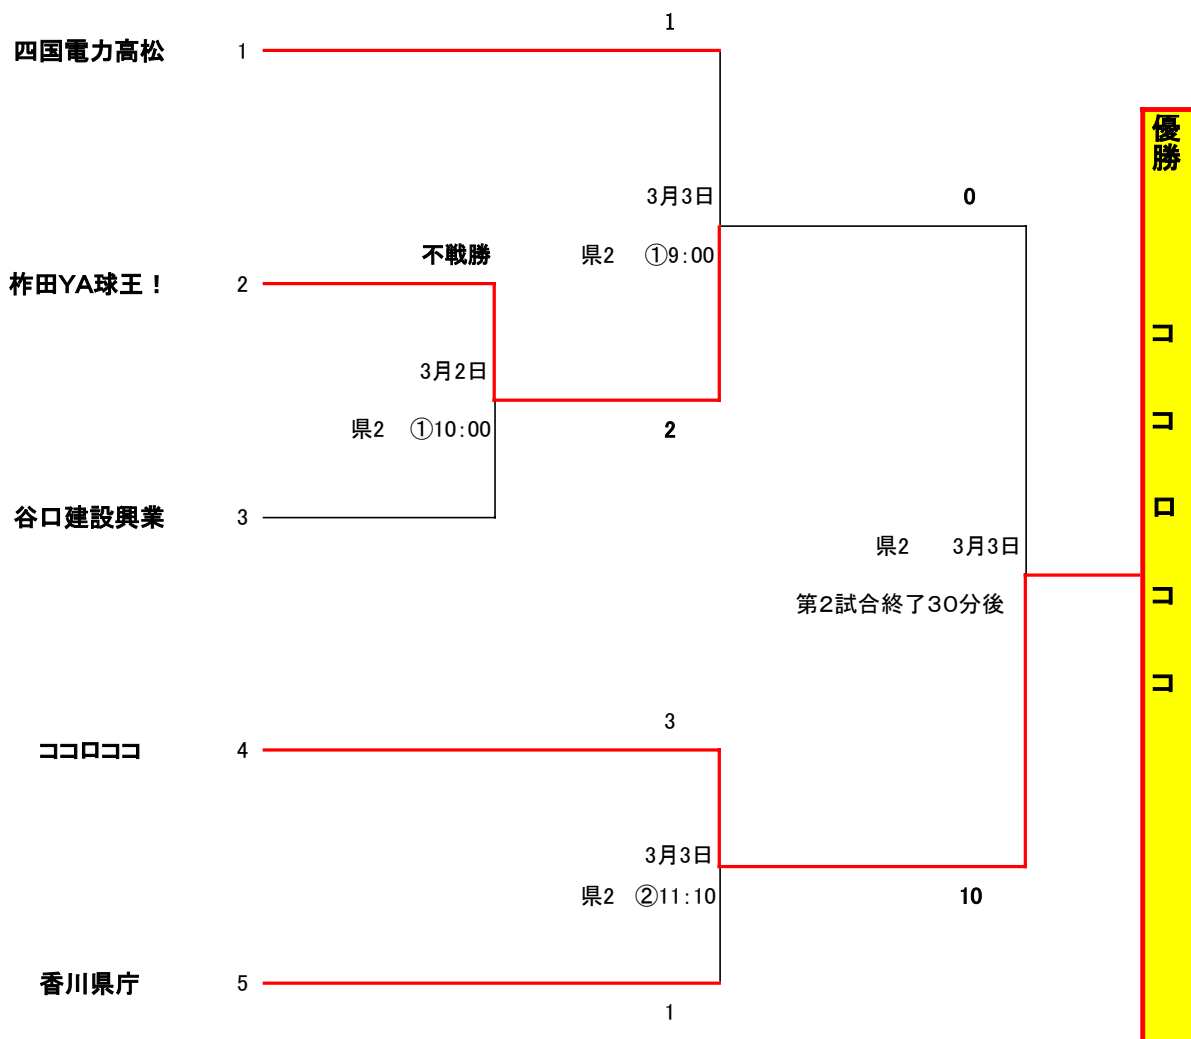 1
四国電力高松 1
優勝
3月3日
0
不戦勝
県2 ①9:00
柞田YA球王！ 2
3月2日
県2 ①10:00
2
谷口建設興業 3
県2 3月3日
第2試合終了30分後
ココロココ
3
ココロココ 4
3月3日
県2 ②11:10
10
香川県庁 5
1